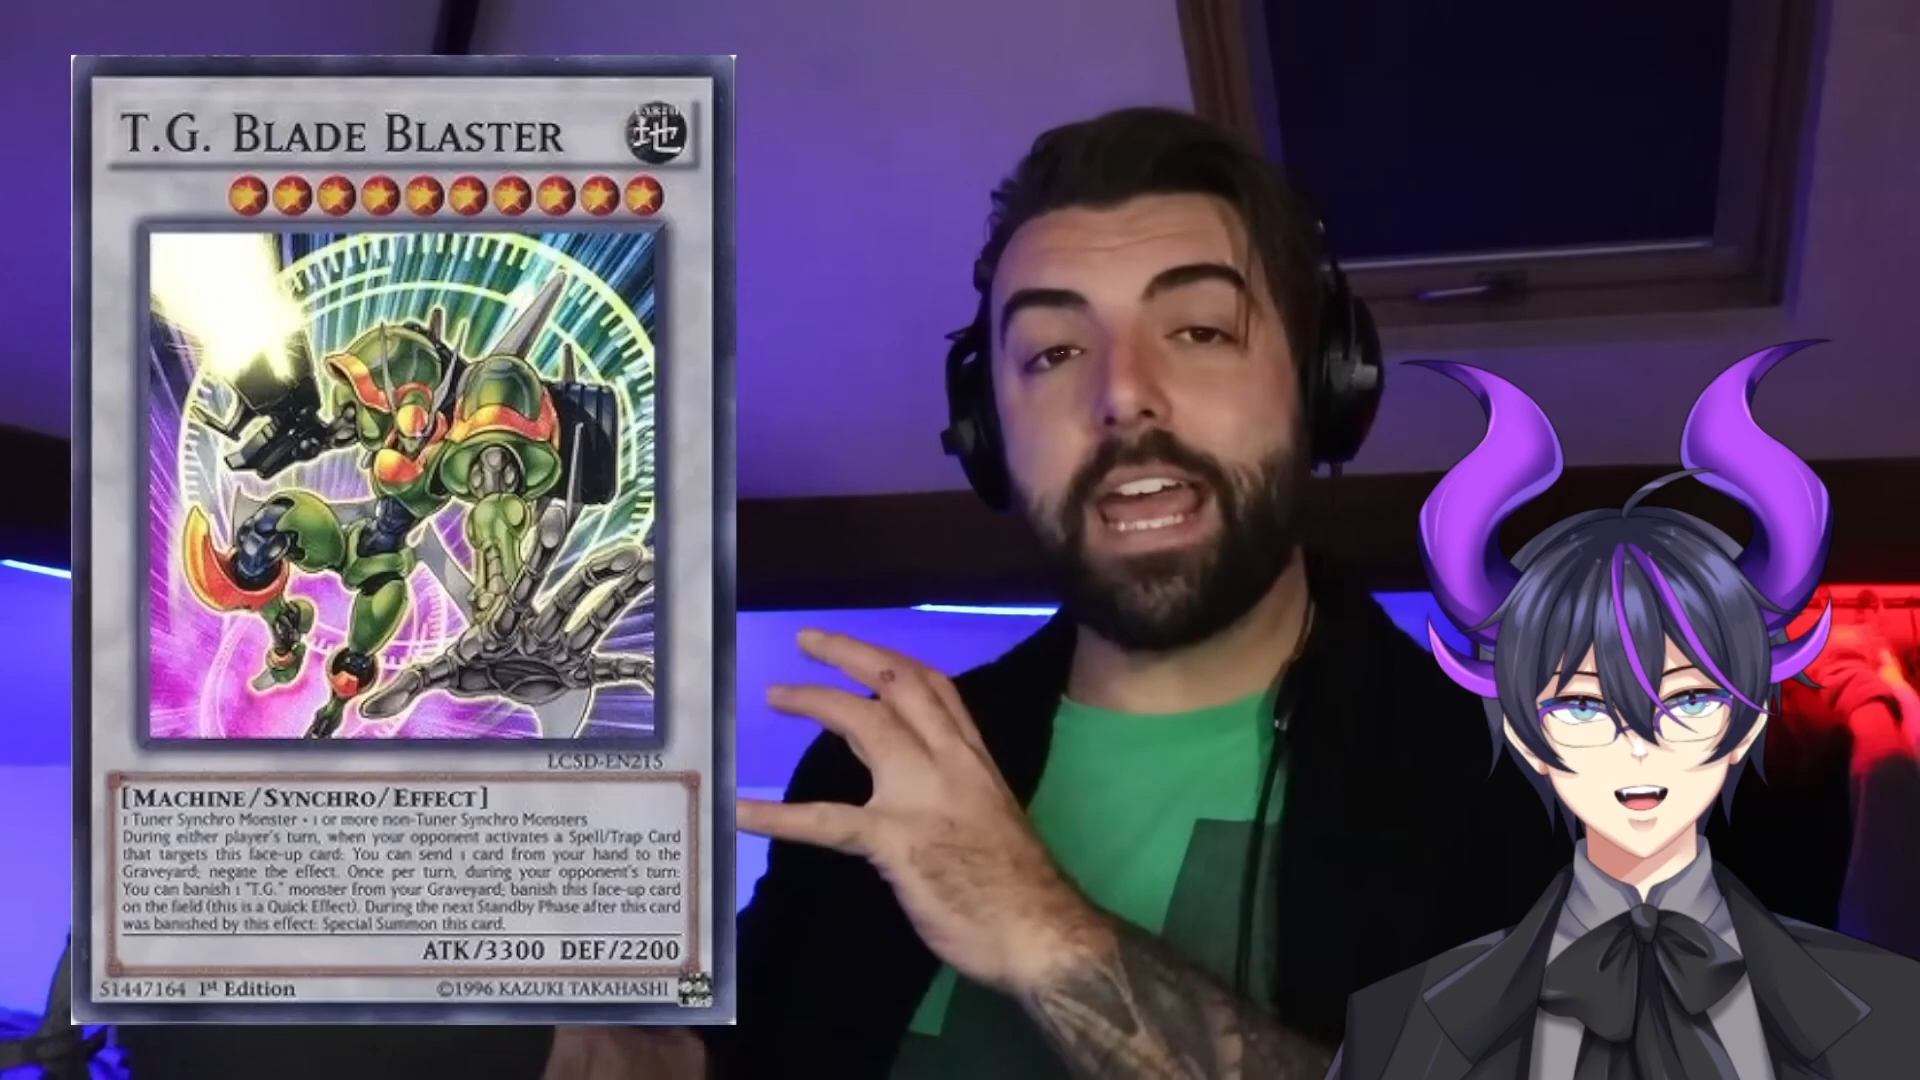 T.G. BLADE BLASTER
EARTH
地
LC5D-EN215
[MACHINE/SYNCHRO/EFFECT]
1 Tuner Synchro Monster + 1 or more non-Tuner Synchro Monsters
During either player's turn, when your opponent activates a Spell/Trap Card
that targets this face-up card: You can send 1 card from your hand to the
Graveyard; negate the effect. Once per turn, during your opponent's turn:
You can banish 1 "T.G." monster from your Graveyard; banish this face-up card
on the field (this is a Quick Effect). During the next Standby Phase after this card
was banished by this effect: Special Summon this card.
ATK/3300 DEF/2200
51447164 1st Edition ©1996 KAZUKI TAKAHASHI